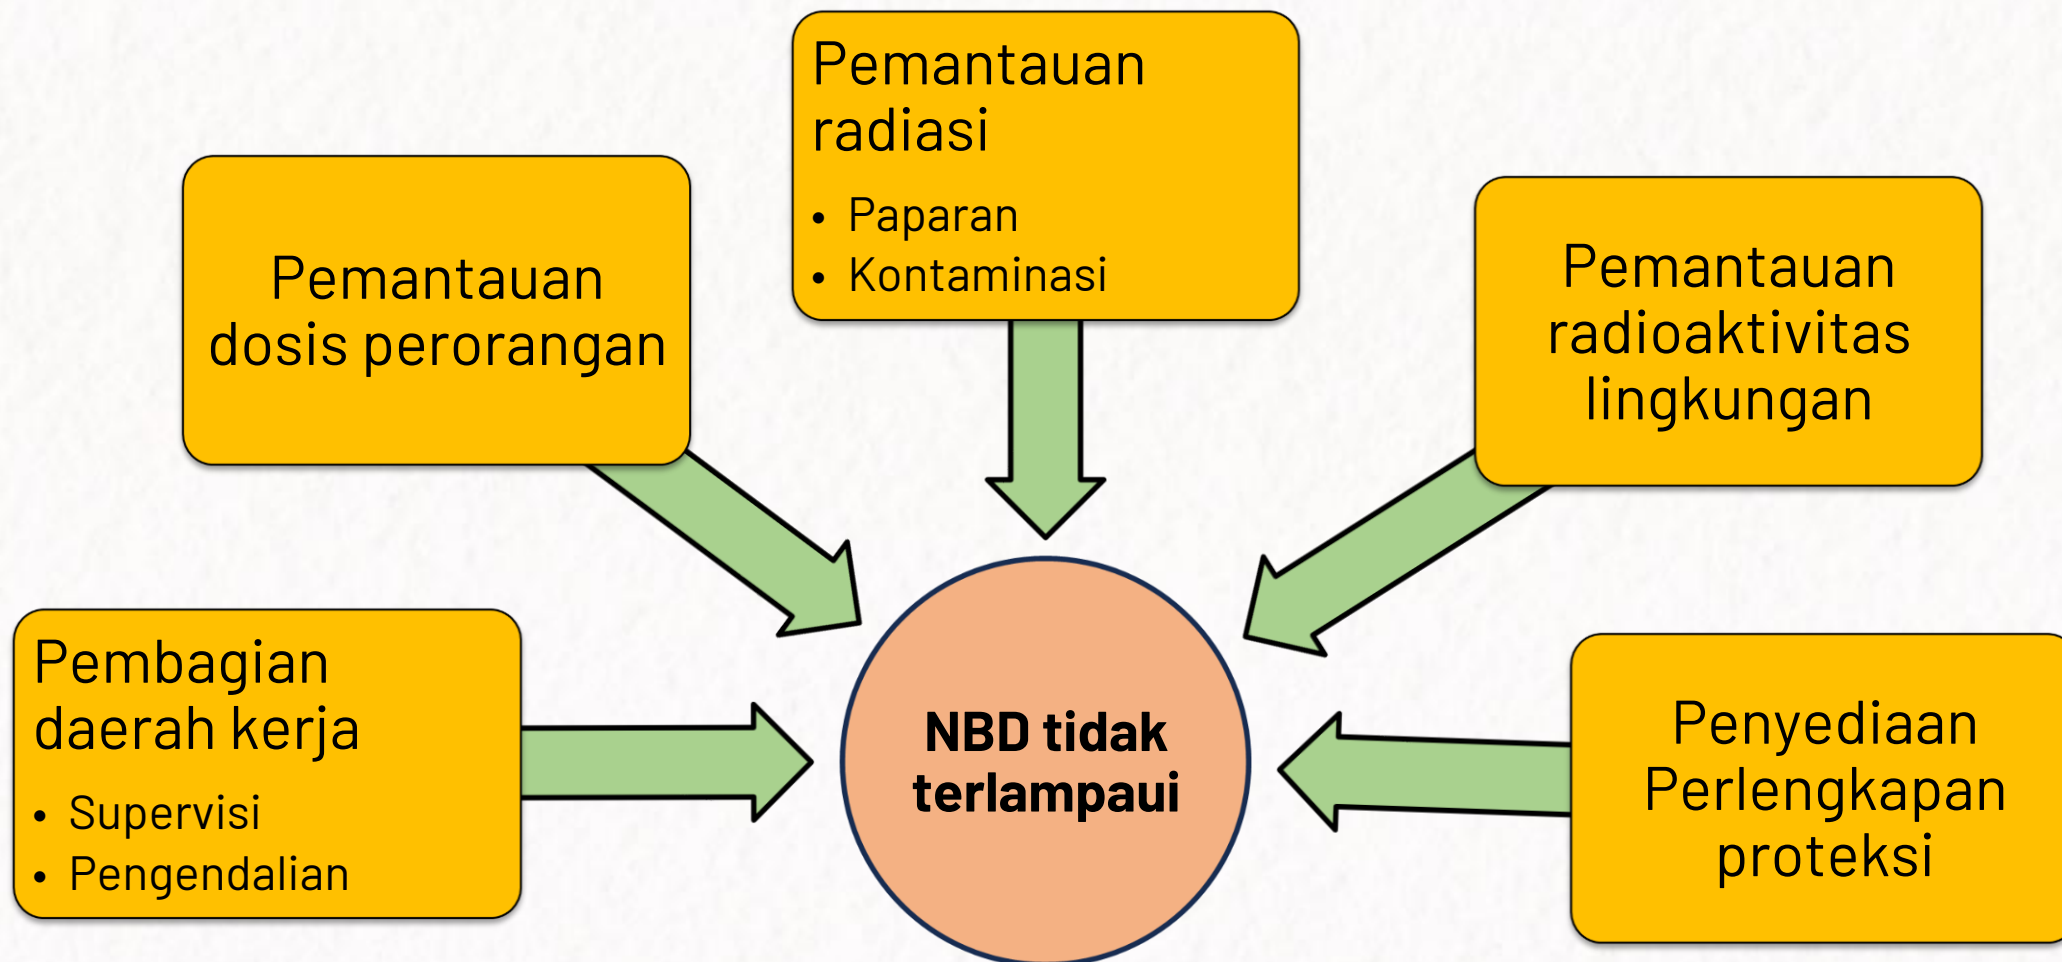 Pemantauan
radiasi
• Paparan
• Kontaminasi
Pemantauan
dosis perorangan
Pemantauan
radioaktivitas
lingkungan
Pembagian
daerah kerja
• Supervisi
• Pengendalian
NBD tidak
terlampaui
Penyediaan
Perlengkapan
proteksi